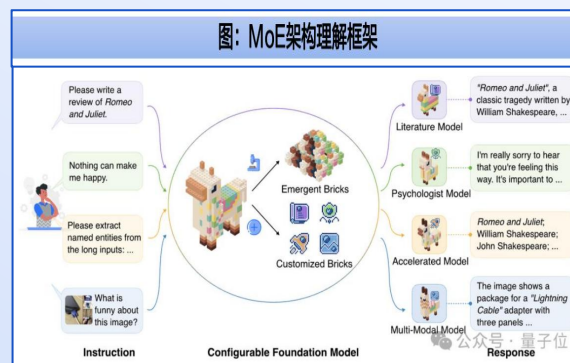 图：MoE架构理解框架
Please write a
review of Romeo
and Juliet.
Nothing can make
me happy.
Please extract
named entities from
the long inputs: ...
What is
funny about
this image?
Instruction
Emergent Bricks
Customized Bricks
Configurable Foundation Model
Literature Model
Psychologist Model
Accelerated Model
Multi-Modal Model
"Romeo and Juliet", a
classic tragedy written by
William Shakespeare, ...
I'm really sorry to hear
that you're feeling this
way. It's important to ...
Romeo and Juliet;
William Shakespeare;
John Shakespeare; ...
The image shows a
package for a "Lightning
Cable" adapter with
three panels ...
Response
公众号·量子位